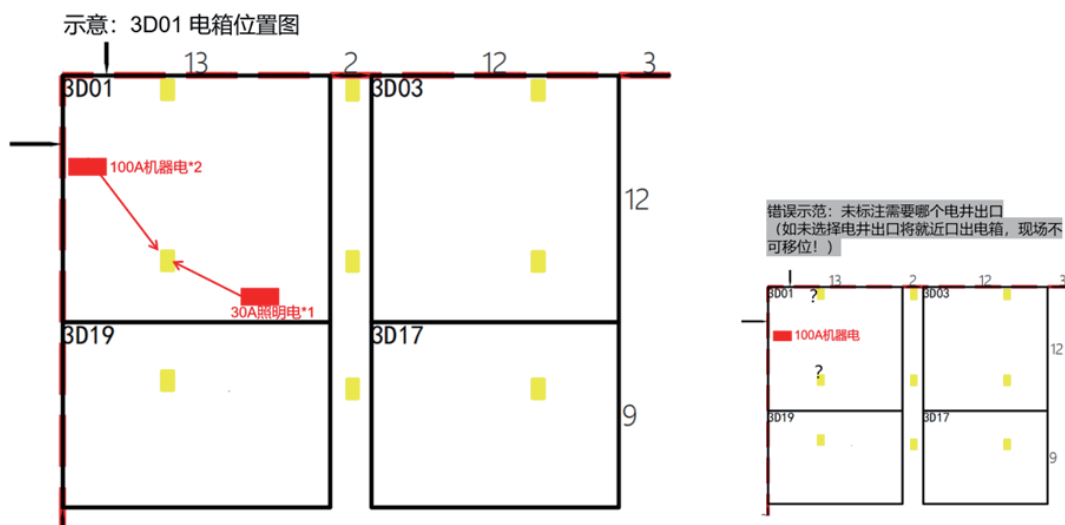 示意：3D01 电箱位置图
13
2
12
3
3D01
3D03
100A机器电*2
12
30A照明电*1
3D19
3D17
9
错误示范：未标注需要哪个电井出口
（如未选择电井出口将就近口出电箱，现场不
可移位！）
13
2
12
3
3D01
?
3D03
100A机器电
12
?
3D19
3D17
9